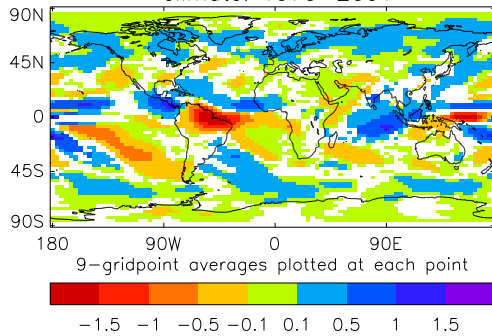 90N
45N
0
45S
90S
180 90W 0 90E
9-gridpoint averages plotted at each point
-1.5 -1 -0.5 -0.1 0.1 0.5 1 1.5